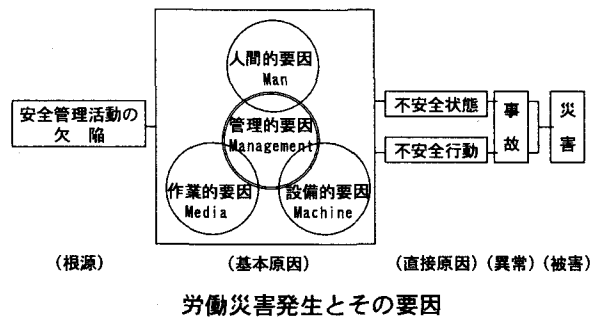 人間的要因
Man
安全管理活動の
欠 陥
管理的要因
Management
作業的要因
Media
設備的要因
Machine
不安全状態
不安全行動
事故
災害
(根源)
(基本原因)
(直接原因)
(異常)
(被害)
労働災害発生とその要因